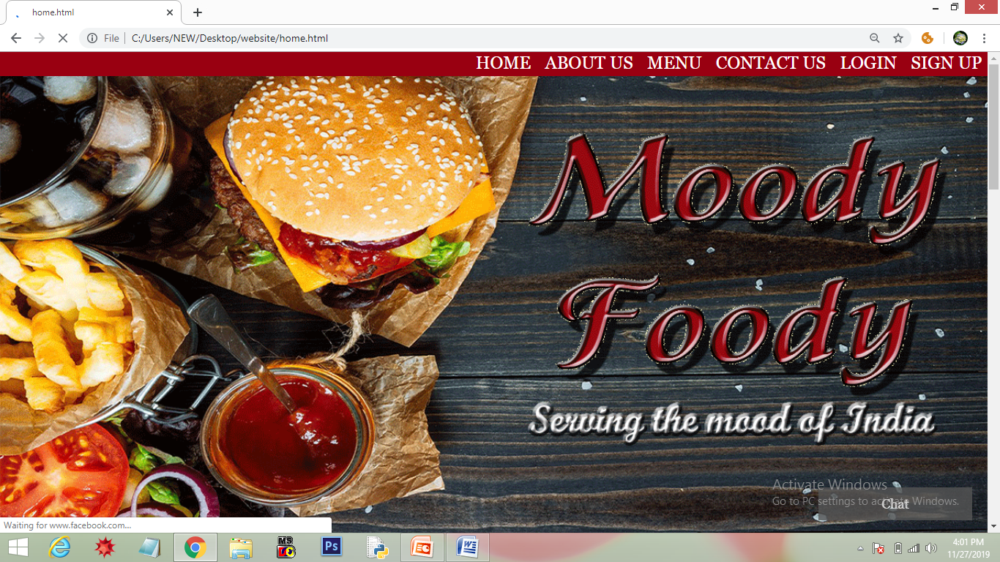 home.html
File C:/Users/NEW/Desktop/website/home.html
HOME ABOUT US MENU CONTACT US LOGIN SIGN UP
Moody
Foody
Serving the mood of India
Activate Windows
Go to PC settings to activate Windows.
Chat
Waiting for www.facebook.com...
MS
Ps
4:01 PM
11/27/2019